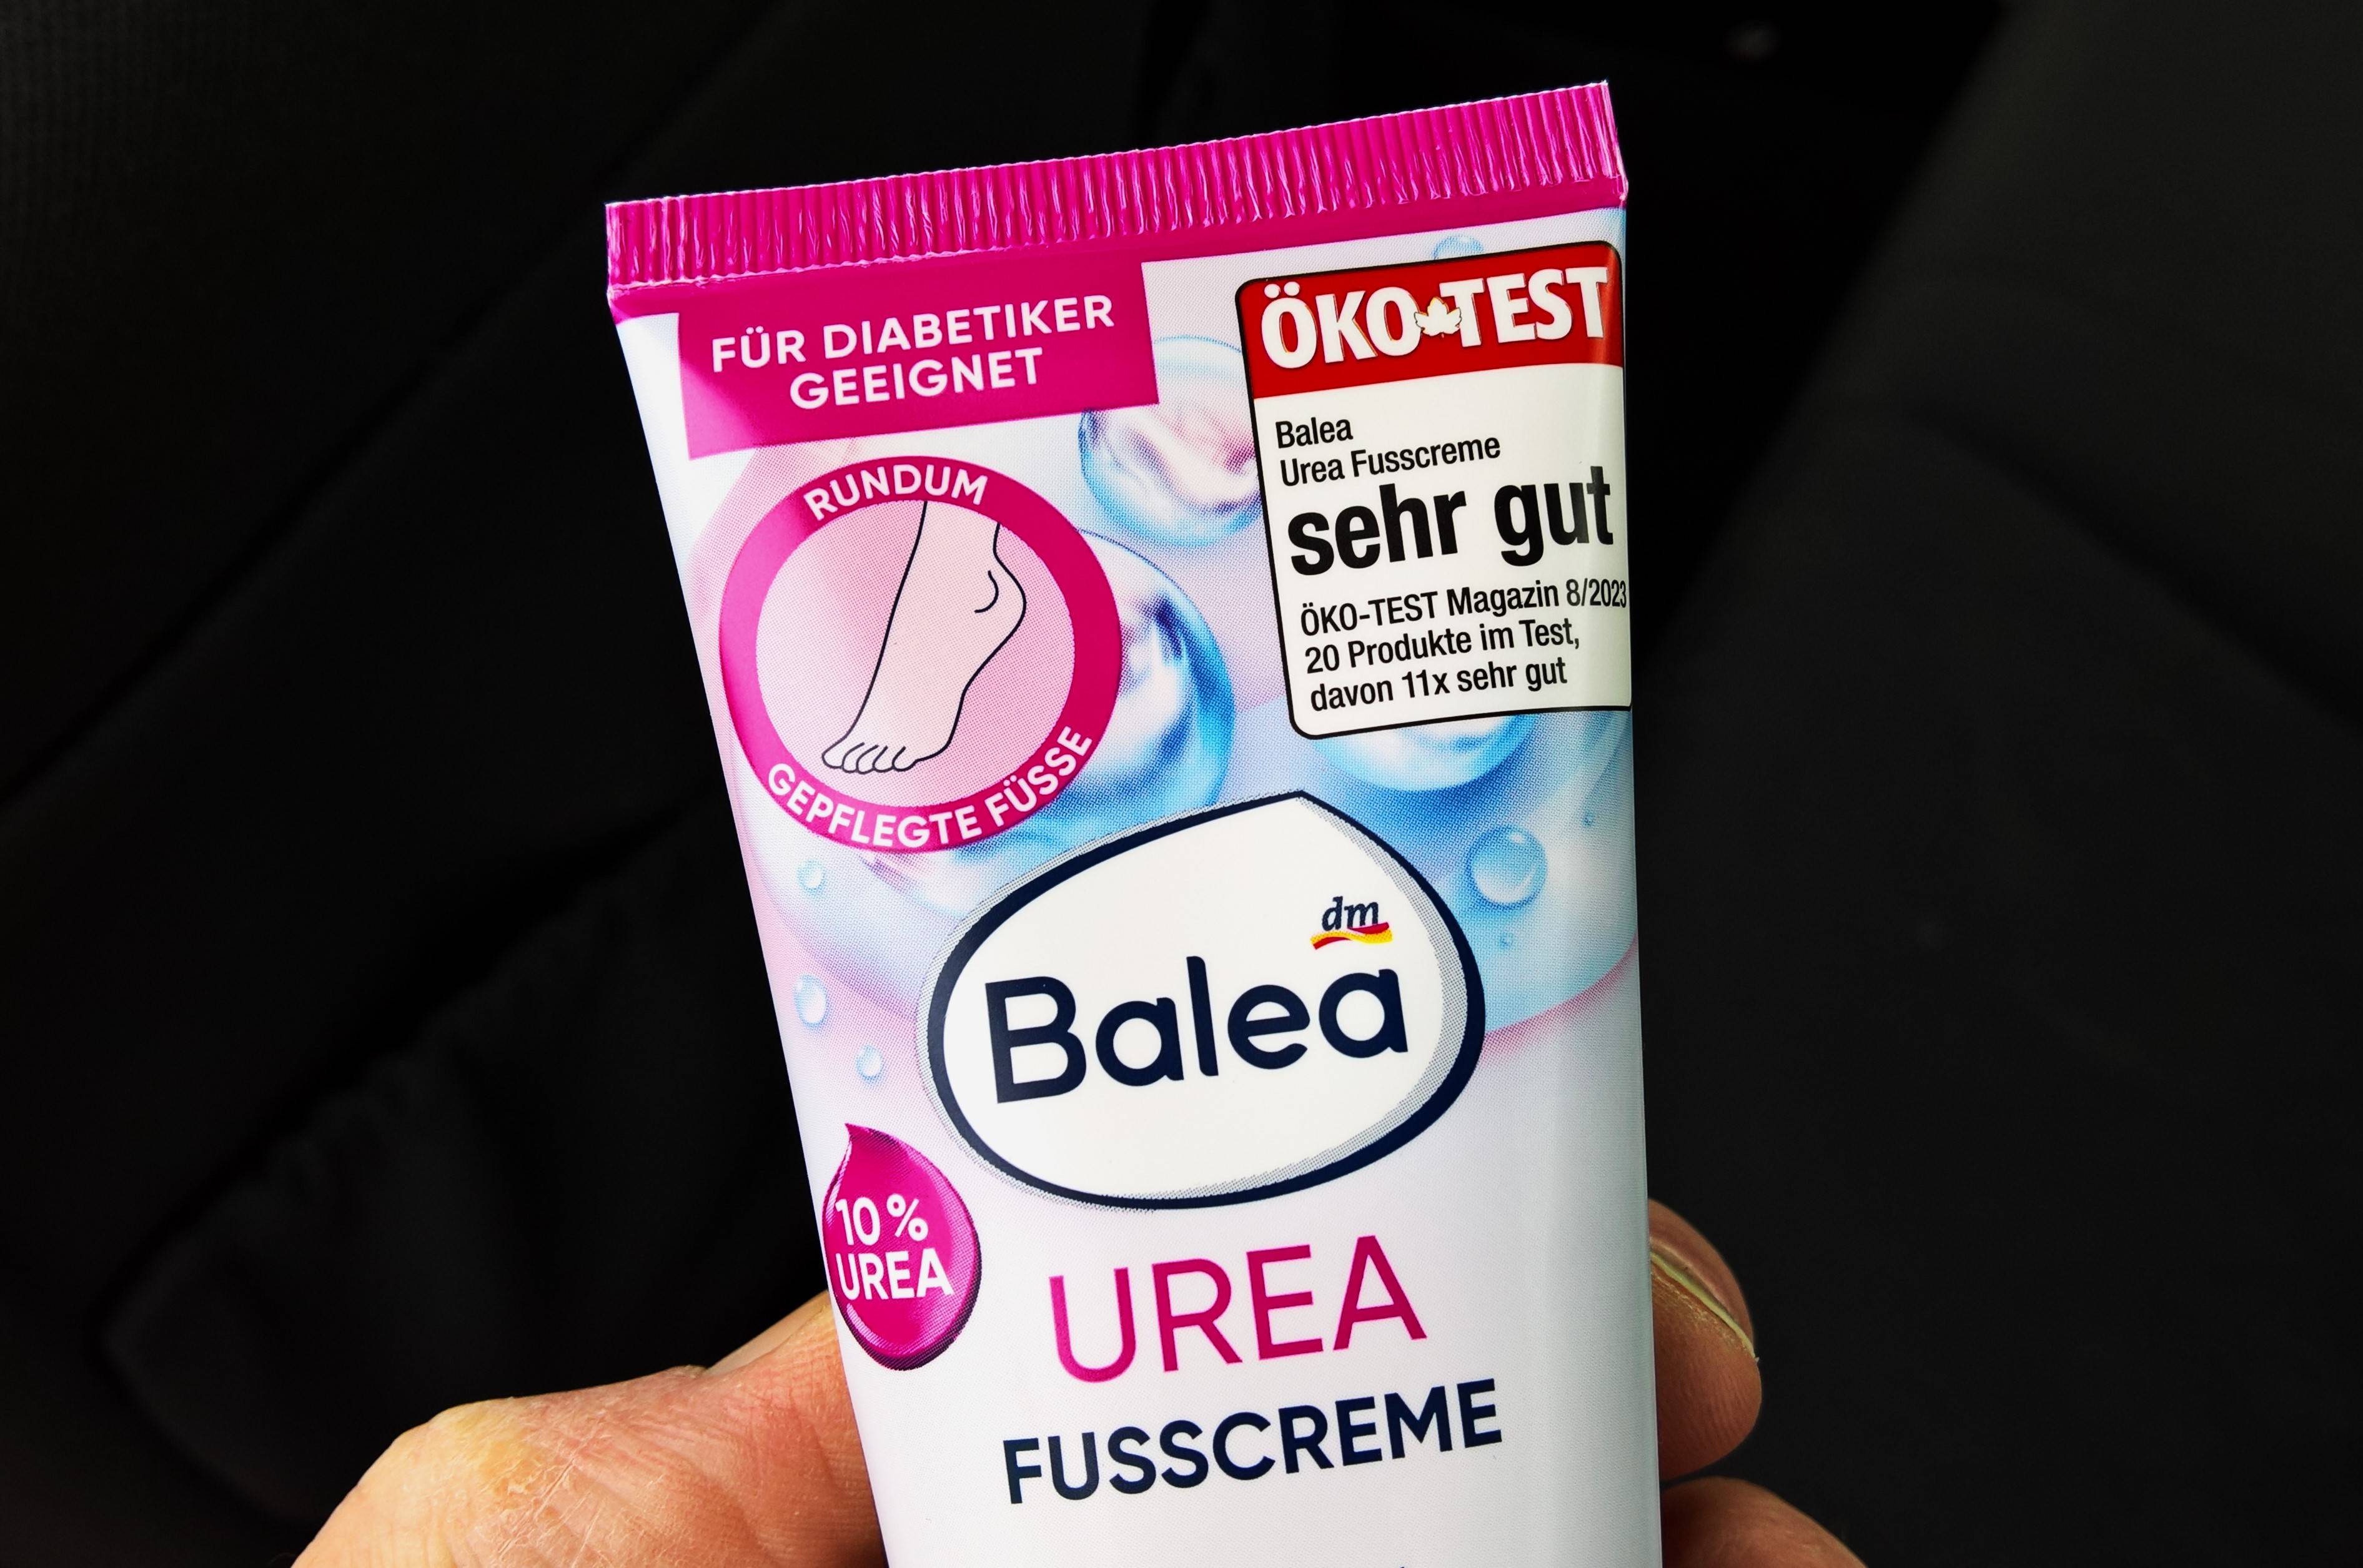 FÜR DIABETIKER
GEEIGNET
ÖKO TEST
Balea
Urea Fusscreme
sehr gut
ÖKO-TEST Magazin 8/2023
20 Produkte im Test,
davon 11x sehr gut
RUNDUM
GEPFLEGTE FÜSSE
dm
Balea
10 %
UREA
UREA
FUSSCREME